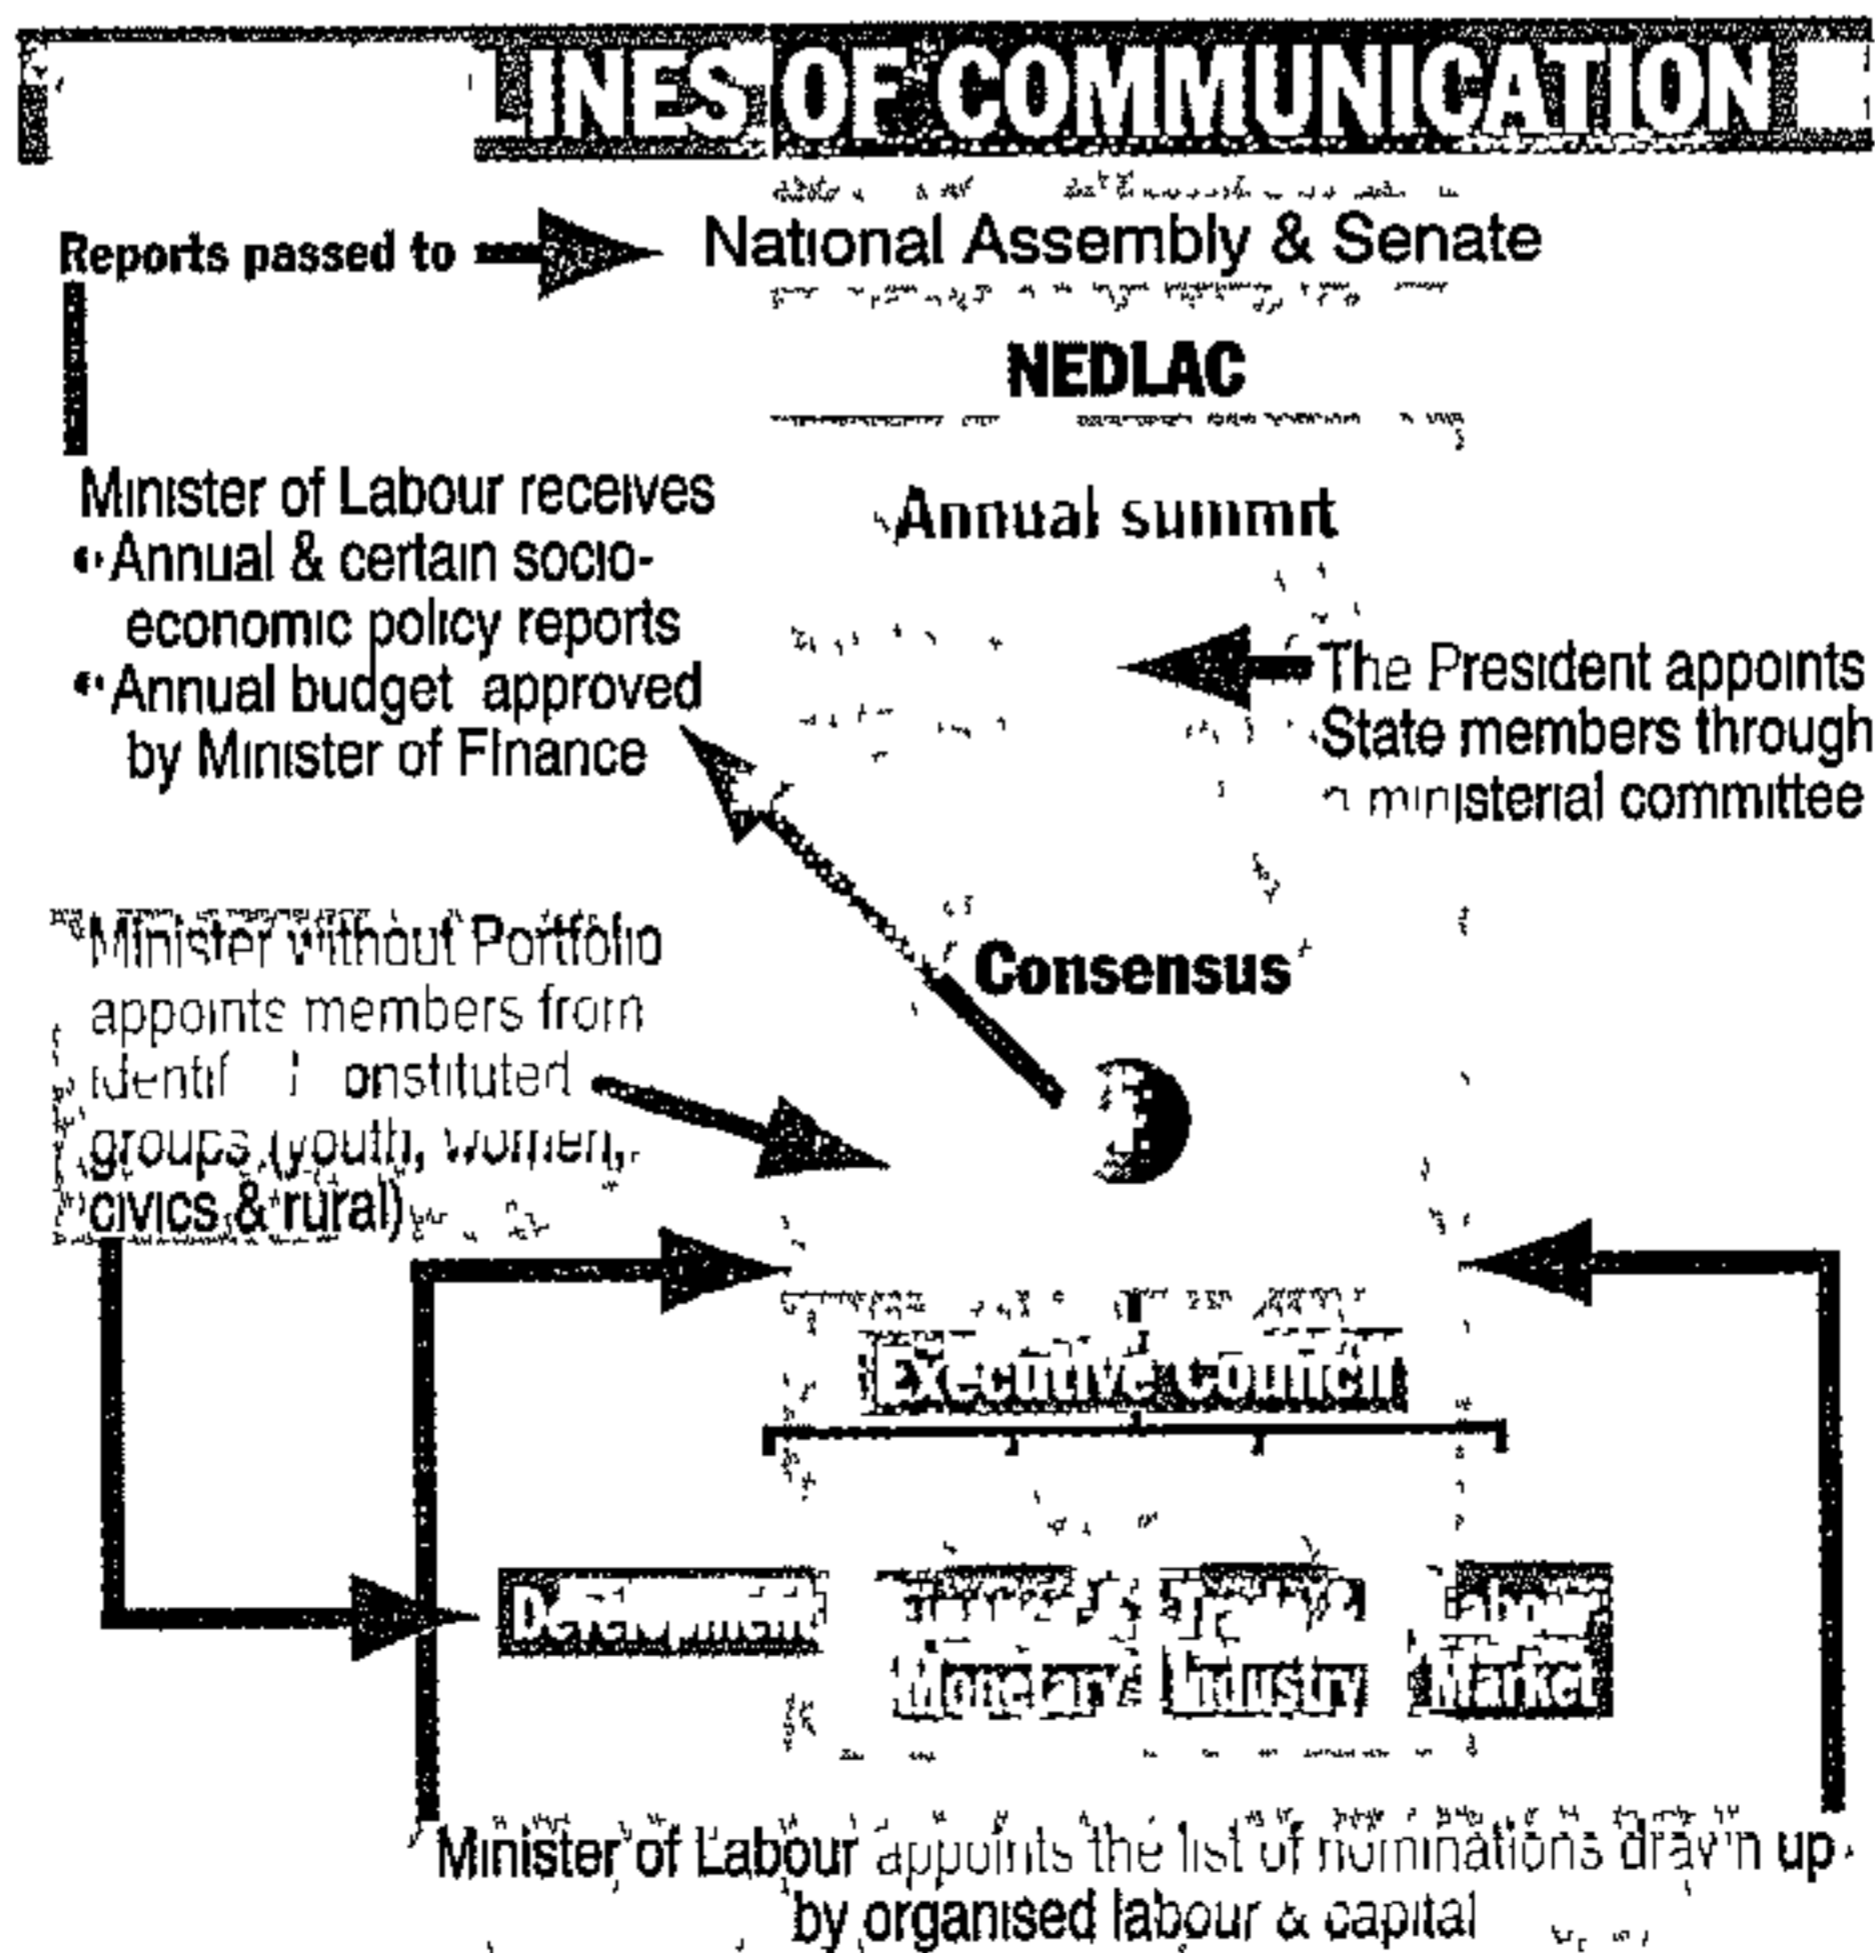 LINES OF COMMUNICATION
Reports passed to
National Assembly & Senate
NEDLAC
Annual summit
Minister of Labour receives
• Annual & certain socio-
economic policy reports
• Annual budget approved
by Minister of Finance
The President appoints
State members through
ministerial committee
Consensus
Minister without Portfolio
appoints members from
constituted
groups (youth, women,
civics & rural)
Executive Council
Development
Monetary
Industry
Labour
Market
Minister of Labour appoints the list of nominations drawn up
by organised labour & capital